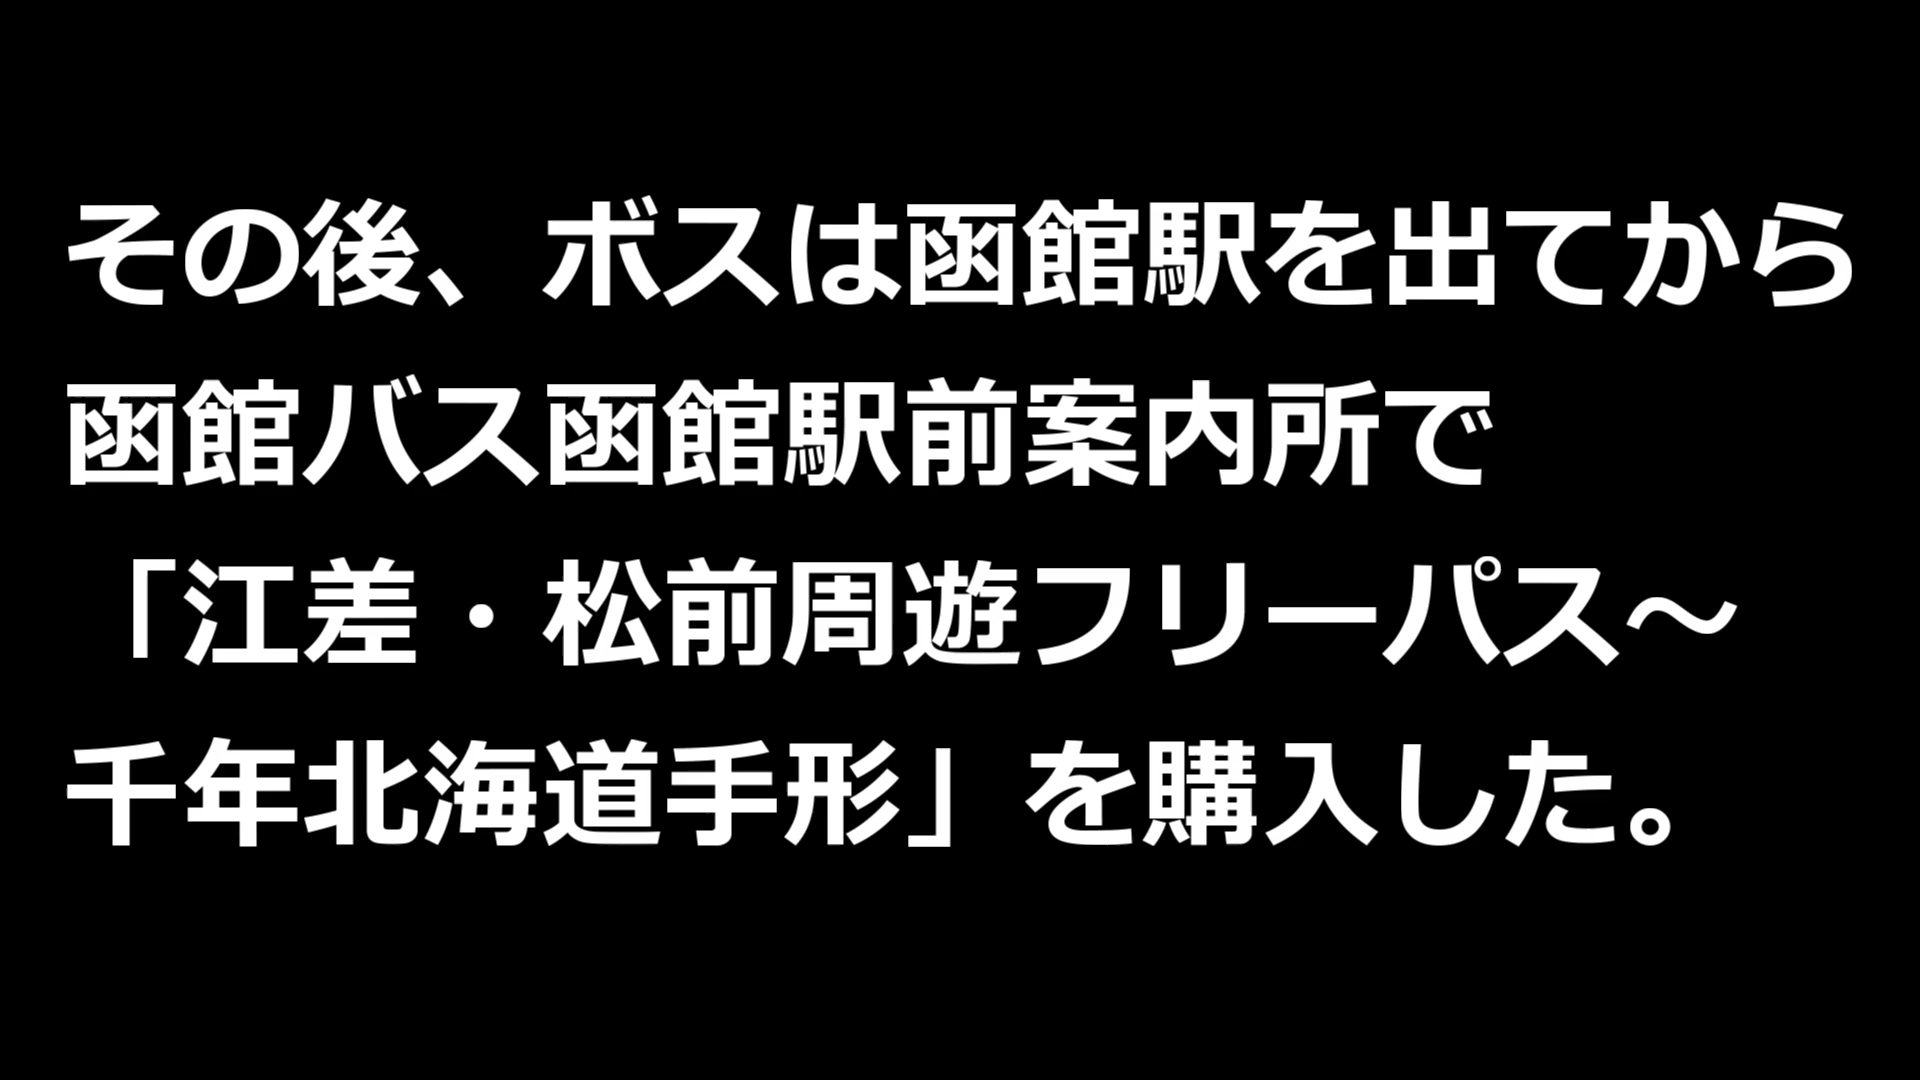 その後、ボスは函館駅を出てから
函館バス函館駅前案内所で
「江差・松前周遊フリーパス～
千年北海道手形」を購入した。